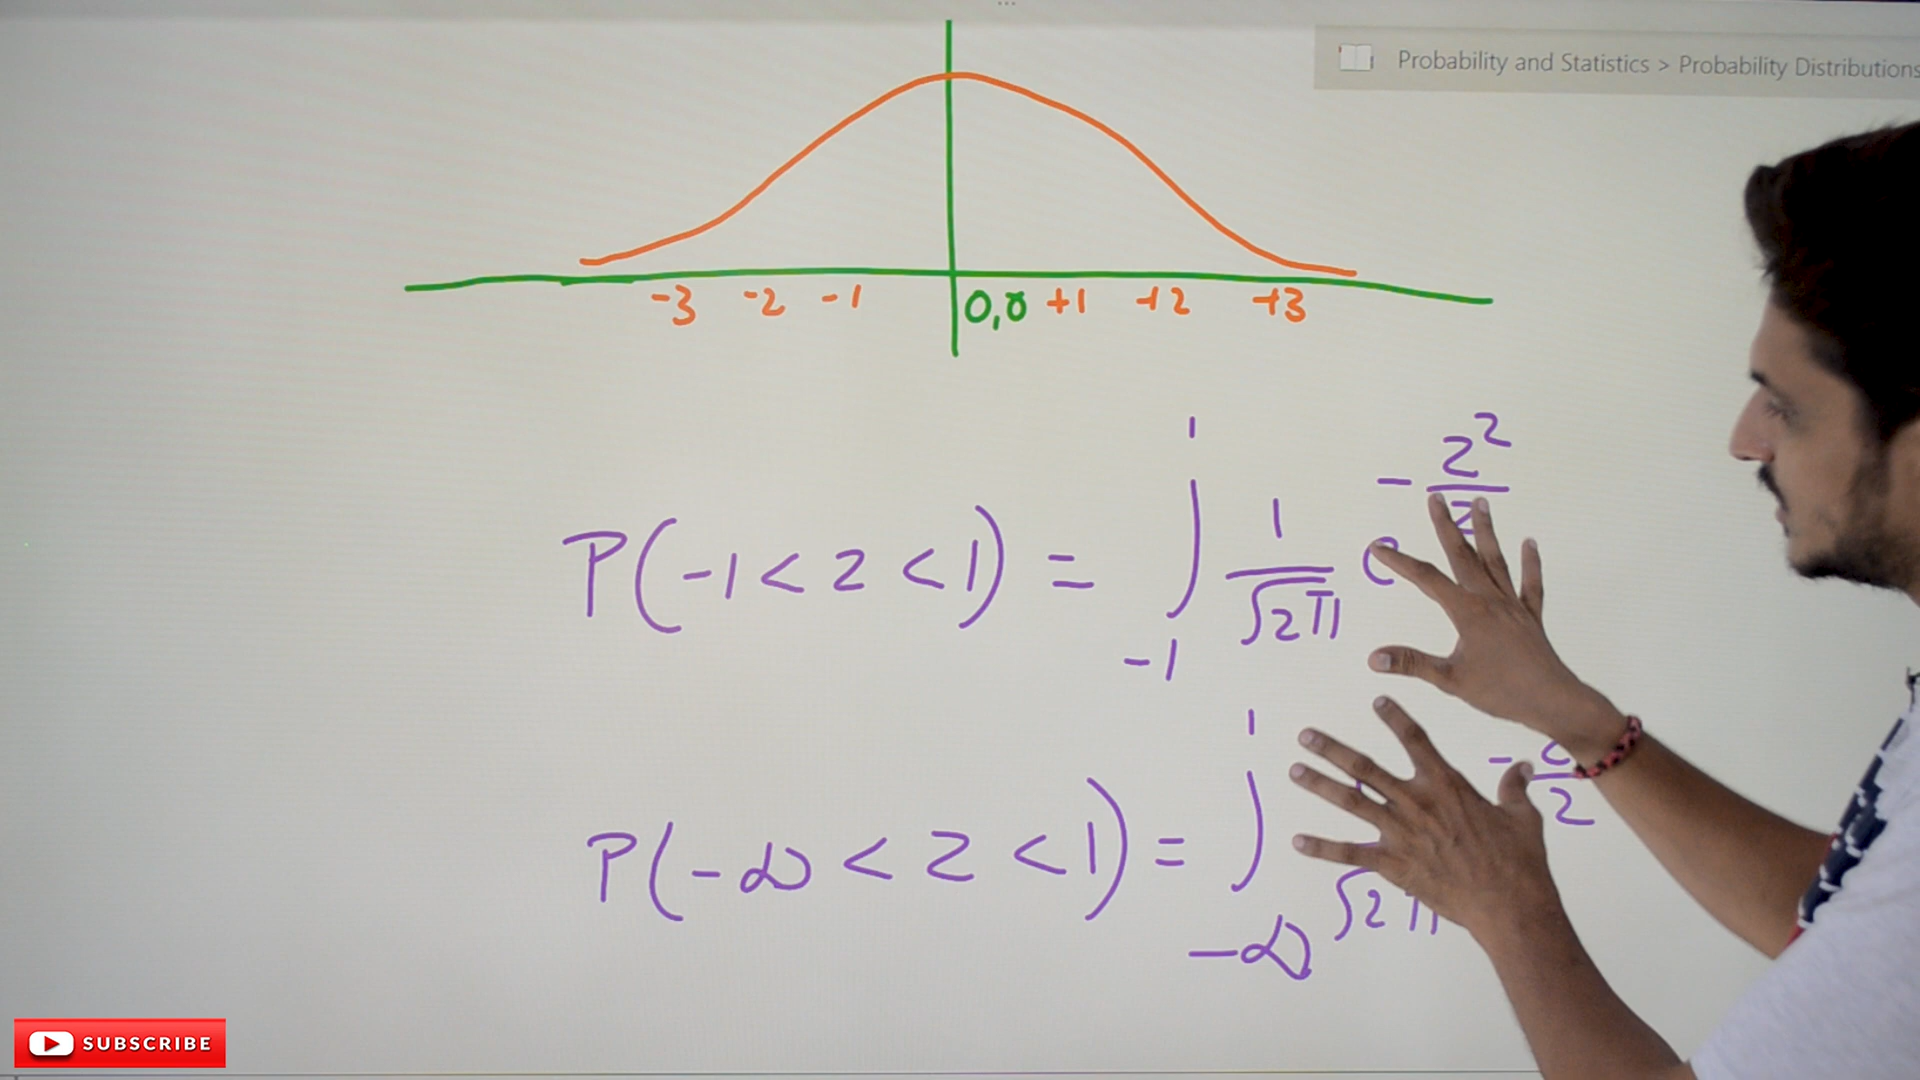 Probability and Statistics > Probability Distributions
-3 -2 -1 0,0 +1 +2 +3
1
- z²
P(-1 < z < 1) = ∫ 1/√2π e
-1
1
- 2
P(-∞ < z < 1) = ∫ √2π
-∞
SUBSCRIBE